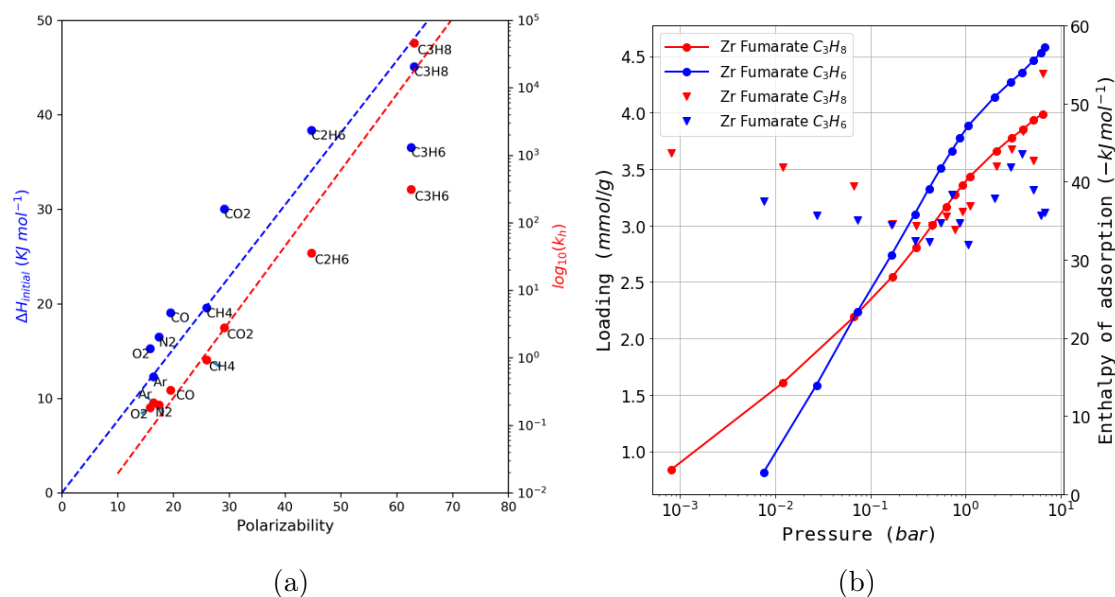 50
40
30
20
10
0
ΔH_initial (KJ mol⁻¹)
0 10 20 30 40 50 60 70 80
Polarizability
10⁵
10⁴
10³
10²
10¹
10⁰
10⁻¹
10⁻²
log₁₀(k_h)
C3H8
C3H8
C2H6
C3H6
CO2
C3H6
C2H6
CO
CH4
N2
CO2
O2
CH4
Ar
Ar
CO
O2
N2
(a)
Zr Fumarate C₃H₈
Zr Fumarate C₃H₆
Zr Fumarate C₃H₈
Zr Fumarate C₃H₆
4.5
4.0
3.5
3.0
2.5
2.0
1.5
1.0
Loading (mmol/g)
10⁻³ 10⁻² 10⁻¹ 10⁰ 10¹
Pressure (bar)
60
50
40
30
20
10
0
Enthalpy of adsorption (−kJmol⁻¹)
(b)